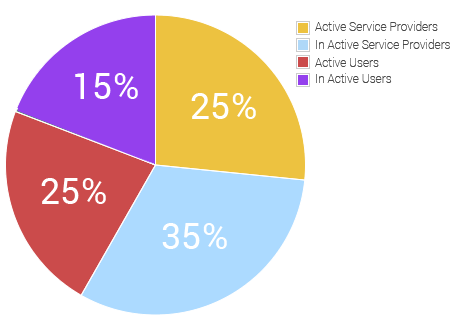 Active Service Providers
In Active Service Providers
Active Users
In Active Users
15%
25%
25%
35%